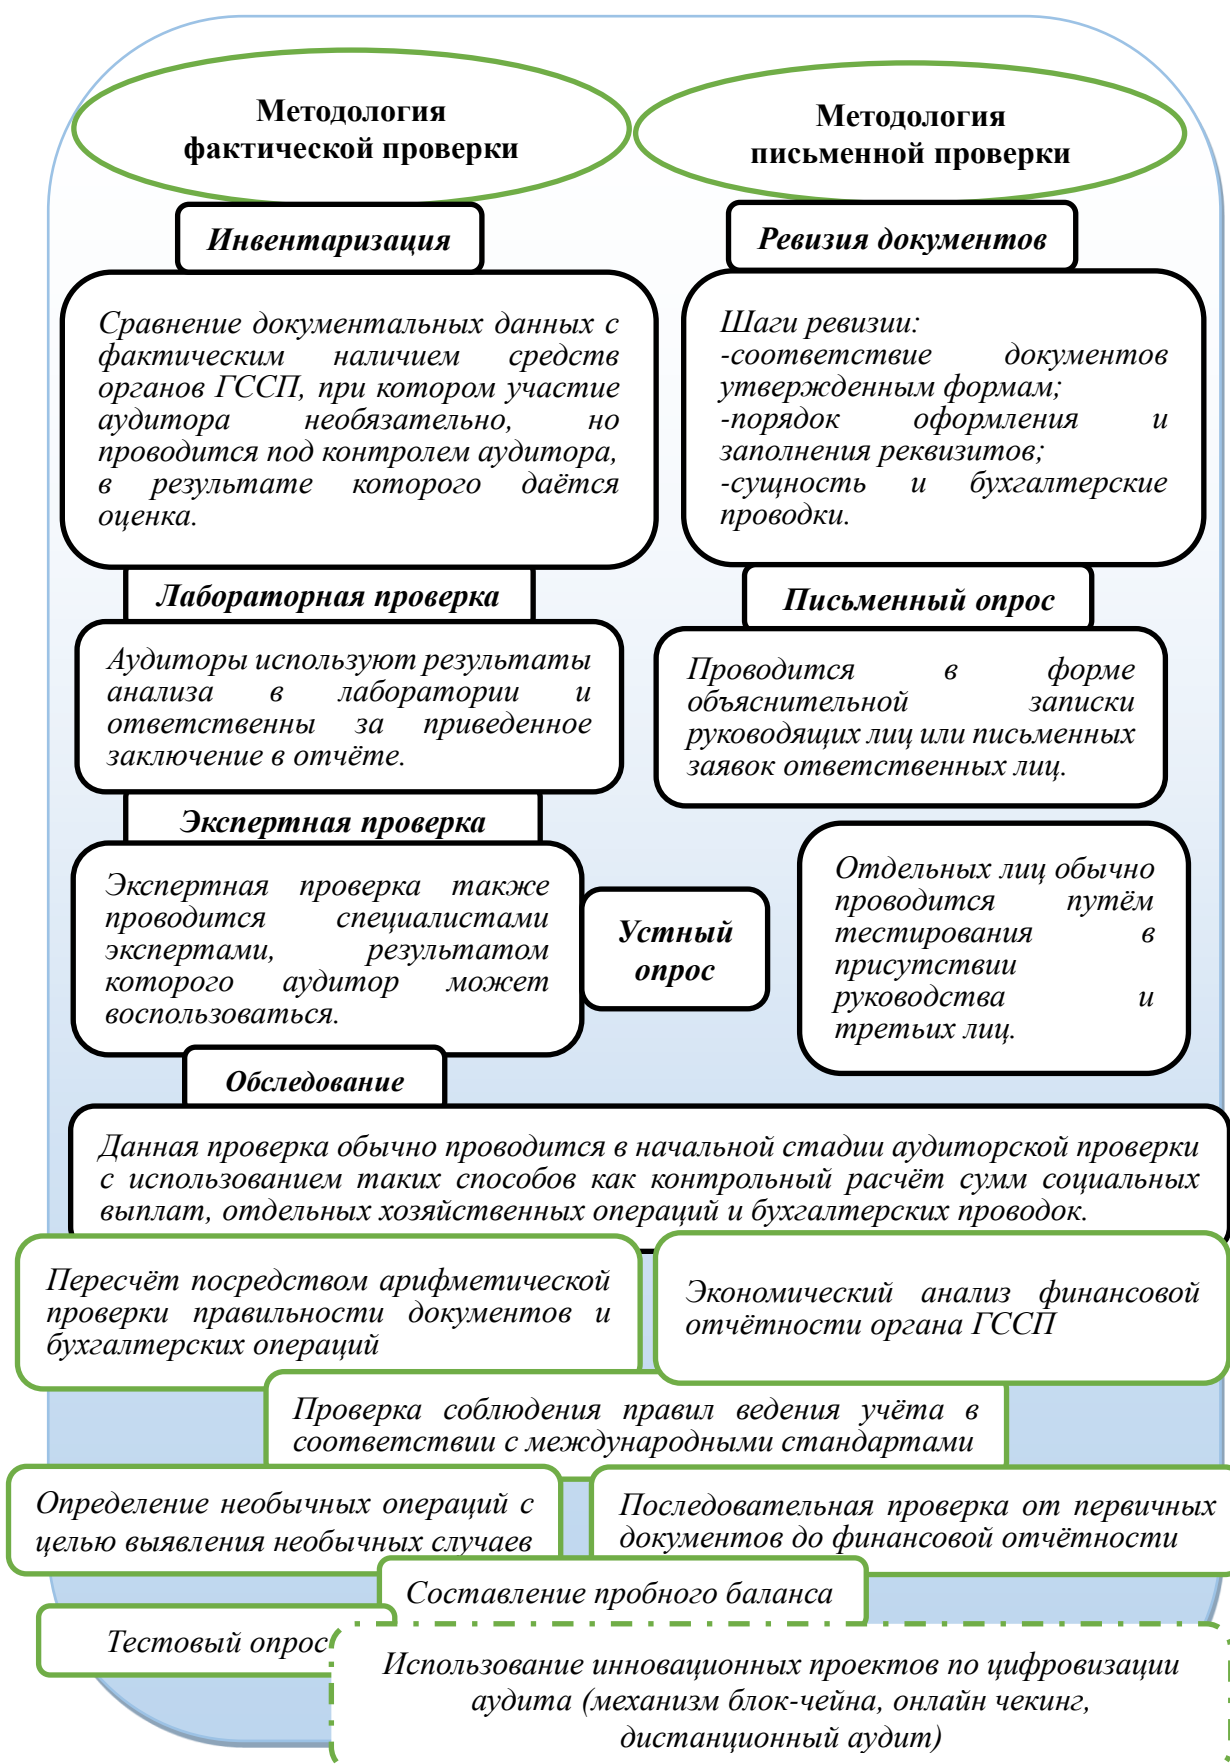 Методология
фактической проверки
Методология
письменной проверки
Инвентаризация
Сравнение документальных данных с
фактическим наличием средств
органов ГССП, при котором участие
аудитора необязательно, но
проводится под контролем аудитора,
в результате которого даётся
оценка.
Ревизия документов
Шаги ревизии:
-соответствие документов
утвержденным формам;
-порядок оформления и
заполнения реквизитов;
-сущность и бухгалтерские
проводки.
Лабораторная проверка
Аудиторы используют результаты
анализа в лаборатории и
ответственны за приведенное
заключение в отчёте.
Письменный опрос
Проводится в форме
объяснительной записки
руководящих лиц или письменных
заявок ответственных лиц.
Экспертная проверка
Экспертная проверка также
проводится специалистами
экспертами, результатом
которого аудитор может
воспользоваться.
Устный
опрос
Отдельных лиц обычно
проводится путём
тестирования в
присутствии
руководства и
третьих лиц.
Обследование
Данная проверка обычно проводится в начальной стадии аудиторской проверки
с использованием таких способов как контрольный расчёт сумм социальных
выплат, отдельных хозяйственных операций и бухгалтерских проводок.
Пересчёт посредством арифметической
проверки правильности документов и
бухгалтерских операций
Экономический анализ финансовой
отчётности органа ГССП
Проверка соблюдения правил ведения учёта в
соответствии с международными стандартами
Определение необычных операций с
целью выявления необычных случаев
Последовательная проверка от первичных
документов до финансовой отчётности
Составление пробного баланса
Тестовый опрос
Использование инновационных проектов по цифровизации
аудита (механизм блок-чейна, онлайн чекинг,
дистанционный аудит)